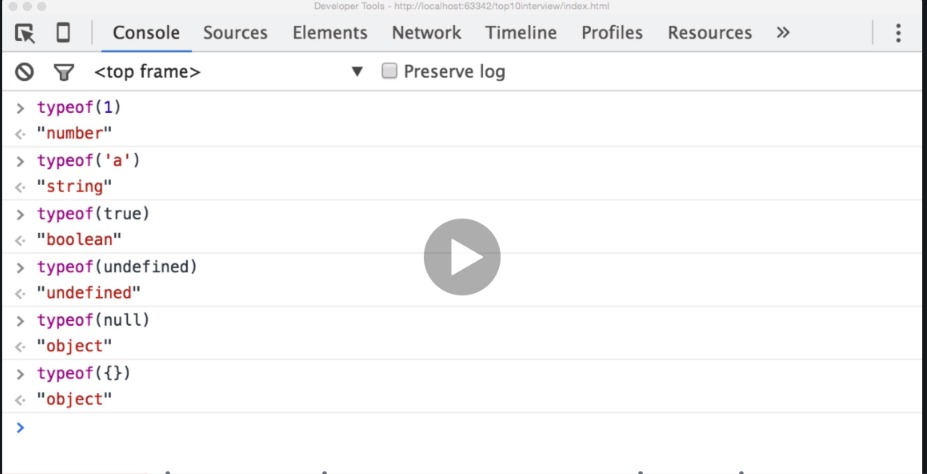 Developer Tools - http://localhost:63342/top10interview/index.html
Console Sources Elements Network Timeline Profiles Resources »
<top frame> ▼ Preserve log
> typeof(1)
<· "number"
> typeof('a')
<· "string"
> typeof(true)
<· "boolean"
> typeof(undefined)
<· "undefined"
> typeof(null)
<· "object"
> typeof({})
<· "object"
>